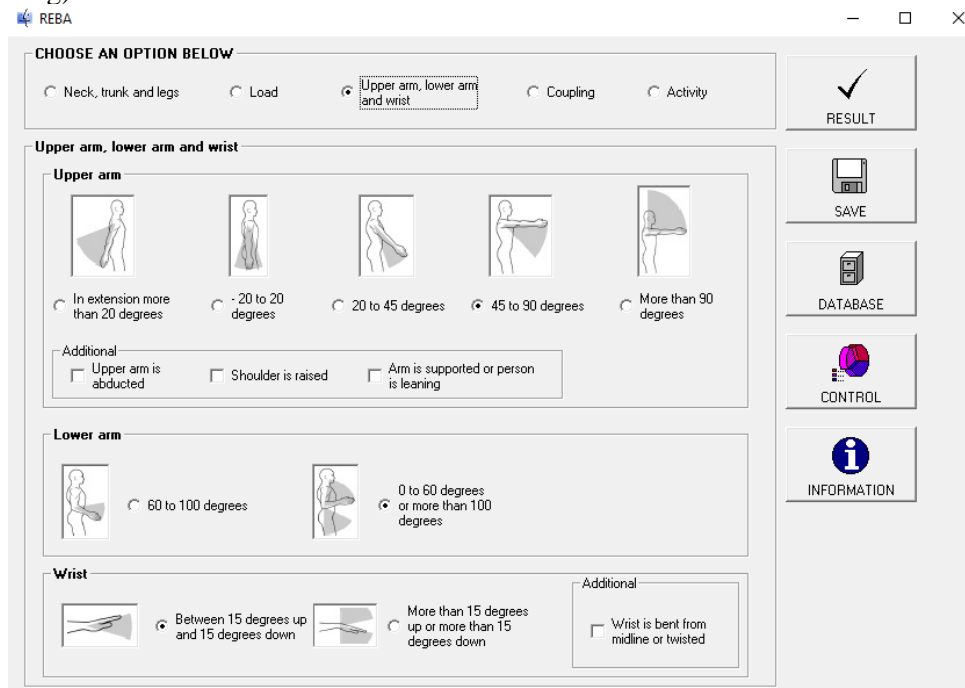 REBA
CHOOSE AN OPTION BELOW
Neck, trunk and legs
Load
Upper arm, lower arm
and wrist
Coupling
Activity
RESULT
SAVE
DATABASE
CONTROL
INFORMATION
Upper arm, lower arm and wrist
Upper arm
In extension more
than 20 degrees
- 20 to 20
degrees
20 to 45 degrees
45 to 90 degrees
More than 90
degrees
Additional
Upper arm is
abducted
Shoulder is raised
Arm is supported or person
is leaning
Lower arm
60 to 100 degrees
0 to 60 degrees
or more than 100
degrees
Wrist
Between 15 degrees up
and 15 degrees down
More than 15 degrees
up or more than 15
degrees down
Additional
Wrist is bent from
midline or twisted